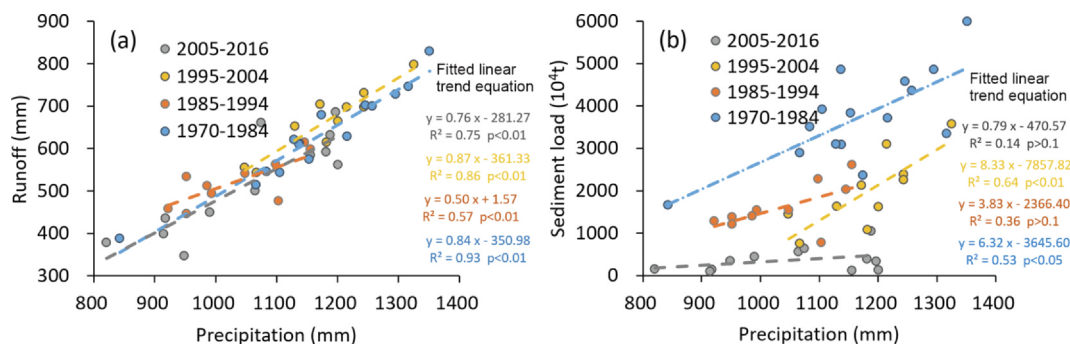 (a)
900
800
700
600
500
400
300
Runoff (mm)
2005-2016
1995-2004
1985-1994
1970-1984
Fitted linear
trend equation
y = 0.76 x - 281.27
R² = 0.75 p<0.01
y = 0.87 x - 361.33
R² = 0.86 p<0.01
y = 0.50 x + 1.57
R² = 0.57 p<0.01
y = 0.84 x - 350.98
R² = 0.93 p<0.01
800 900 1000 1100 1200 1300 1400
Precipitation (mm)
(b)
6000
5000
4000
3000
2000
1000
0
Sediment load (10⁴t)
2005-2016
1995-2004
1985-1994
1970-1984
Fitted linear
trend equation
y = 0.79 x - 470.57
R² = 0.14 p>0.1
y = 8.33 x - 7857.82
R² = 0.64 p<0.01
y = 3.83 x - 2366.40
R² = 0.36 p>0.1
y = 6.32 x - 3645.60
R² = 0.53 p<0.05
800 900 1000 1100 1200 1300 1400
Precipitation (mm)